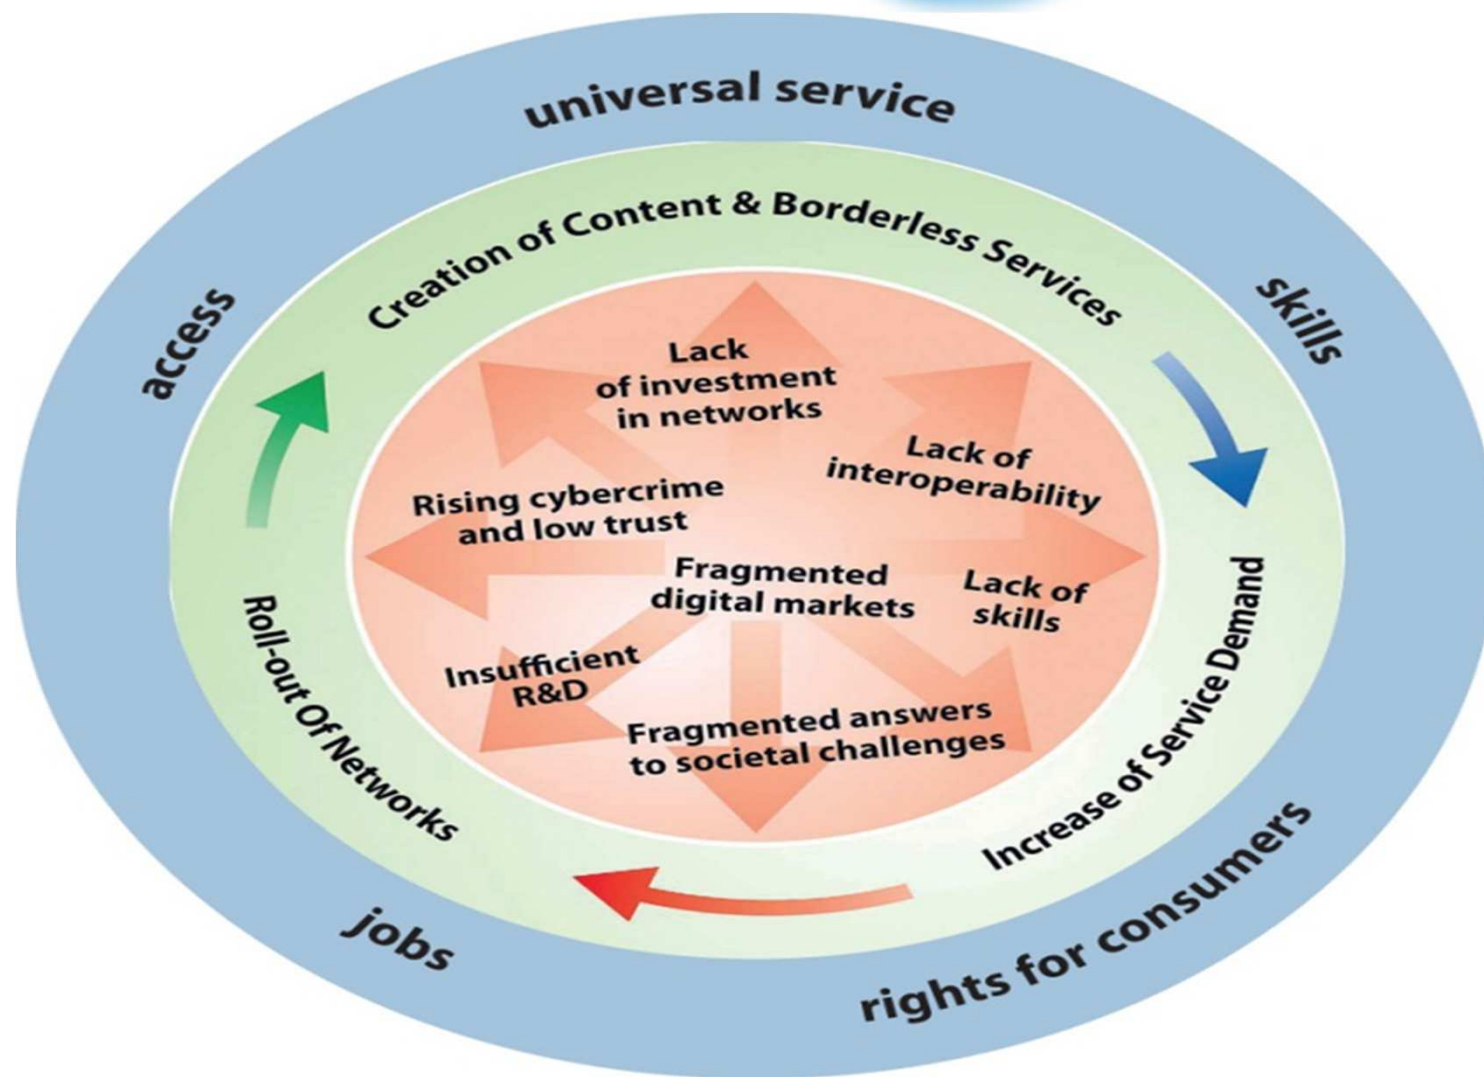 universal service
access
skills
Creation of Content & Borderless Services
Lack
of investment
in networks
Lack of
interoperability
Rising cybercrime
and low trust
Fragmented
digital markets
Lack of
skills
Insufficient
R&D
Fragmented answers
to societal challenges
Roll-out Of Networks
Increase of Service Demand
jobs
rights for consumers